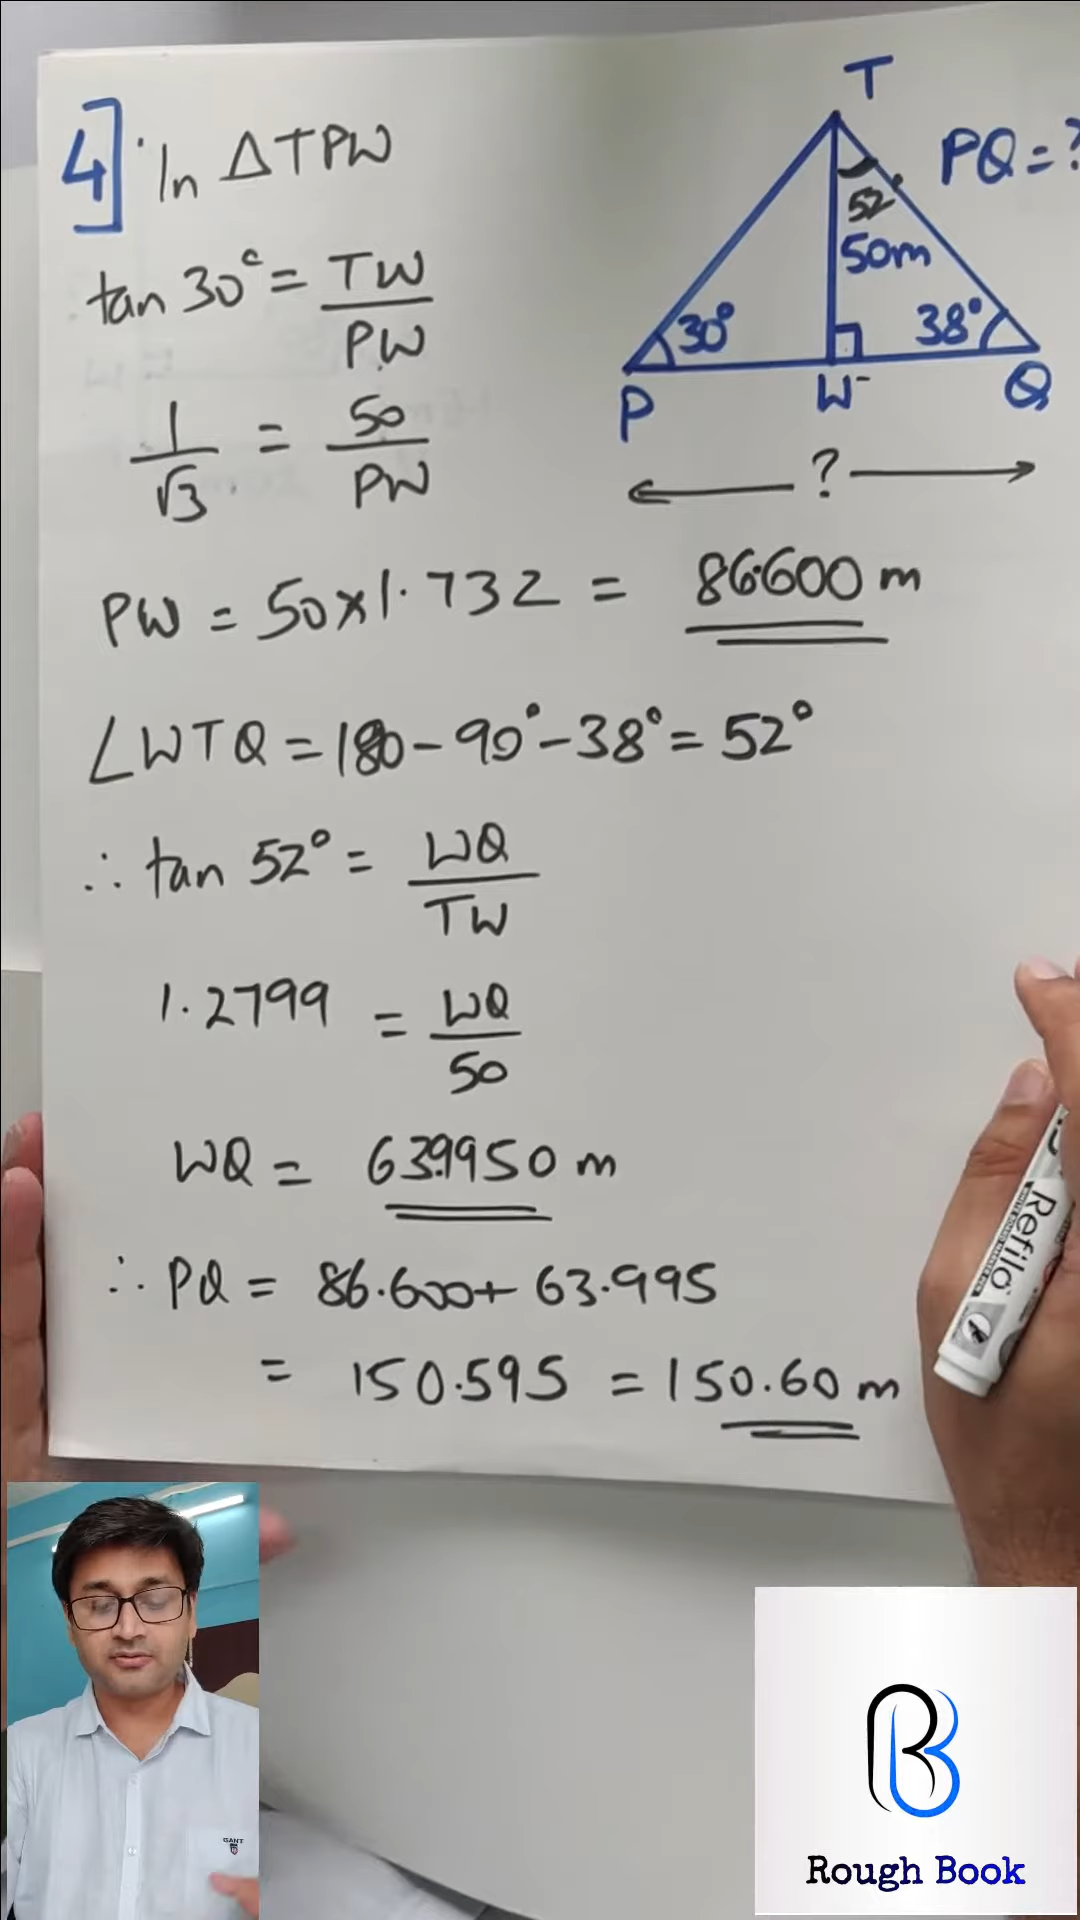 4] In ΔTPW
T
PQ=?
52
50m
30° 38°
P W Q
?
tan 30° = TW/PW
1/√3 = 50/PW
PW = 50×1.732 = 86.600 m
∠WTQ = 180-90°-38° = 52°
∴ tan 52° = WQ/TW
1.2799 = WQ/50
WQ = 63.9950 m
∴ PQ = 86.600+ 63.995
= 150.595 = 150.60 m
Refilo
GANT
Rough Book